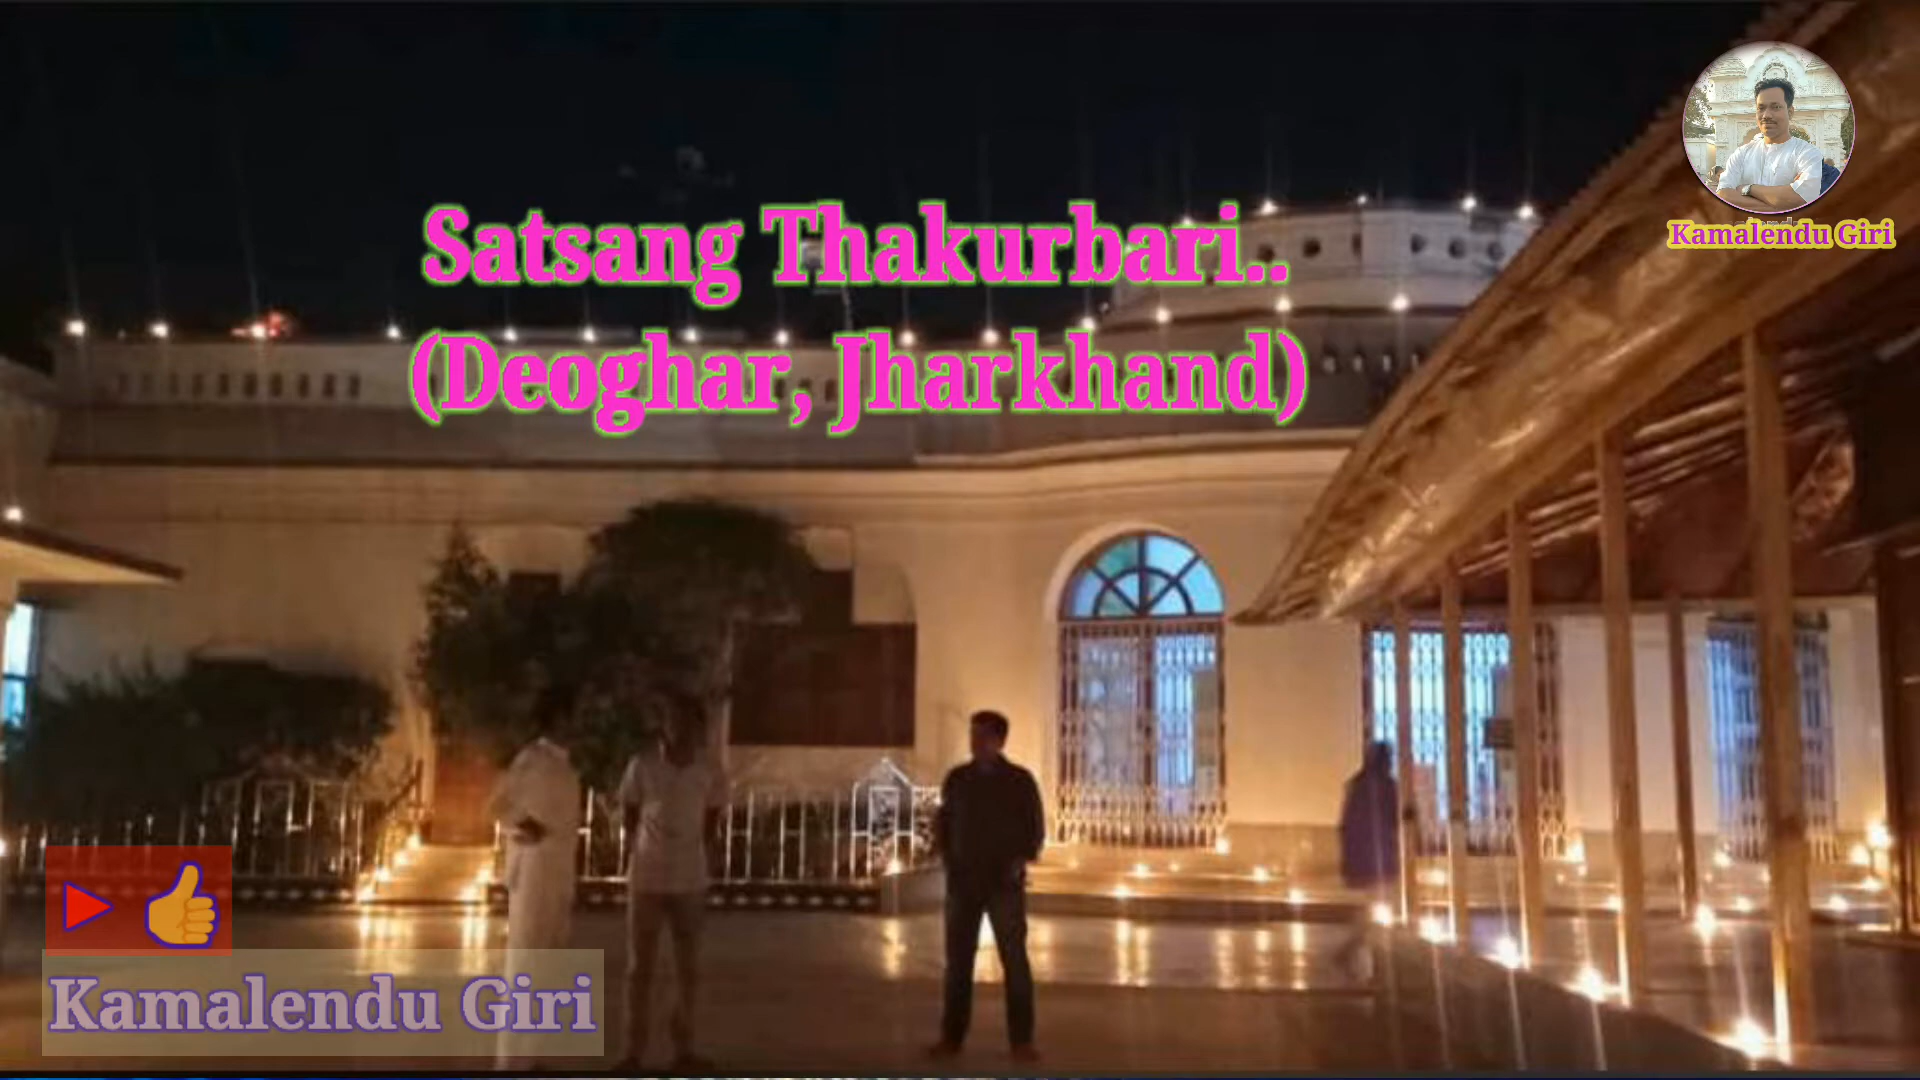 Satsang Thakurbari..
(Deoghar, Jharkhand)
Kamalendu Giri
Kamalendu Giri